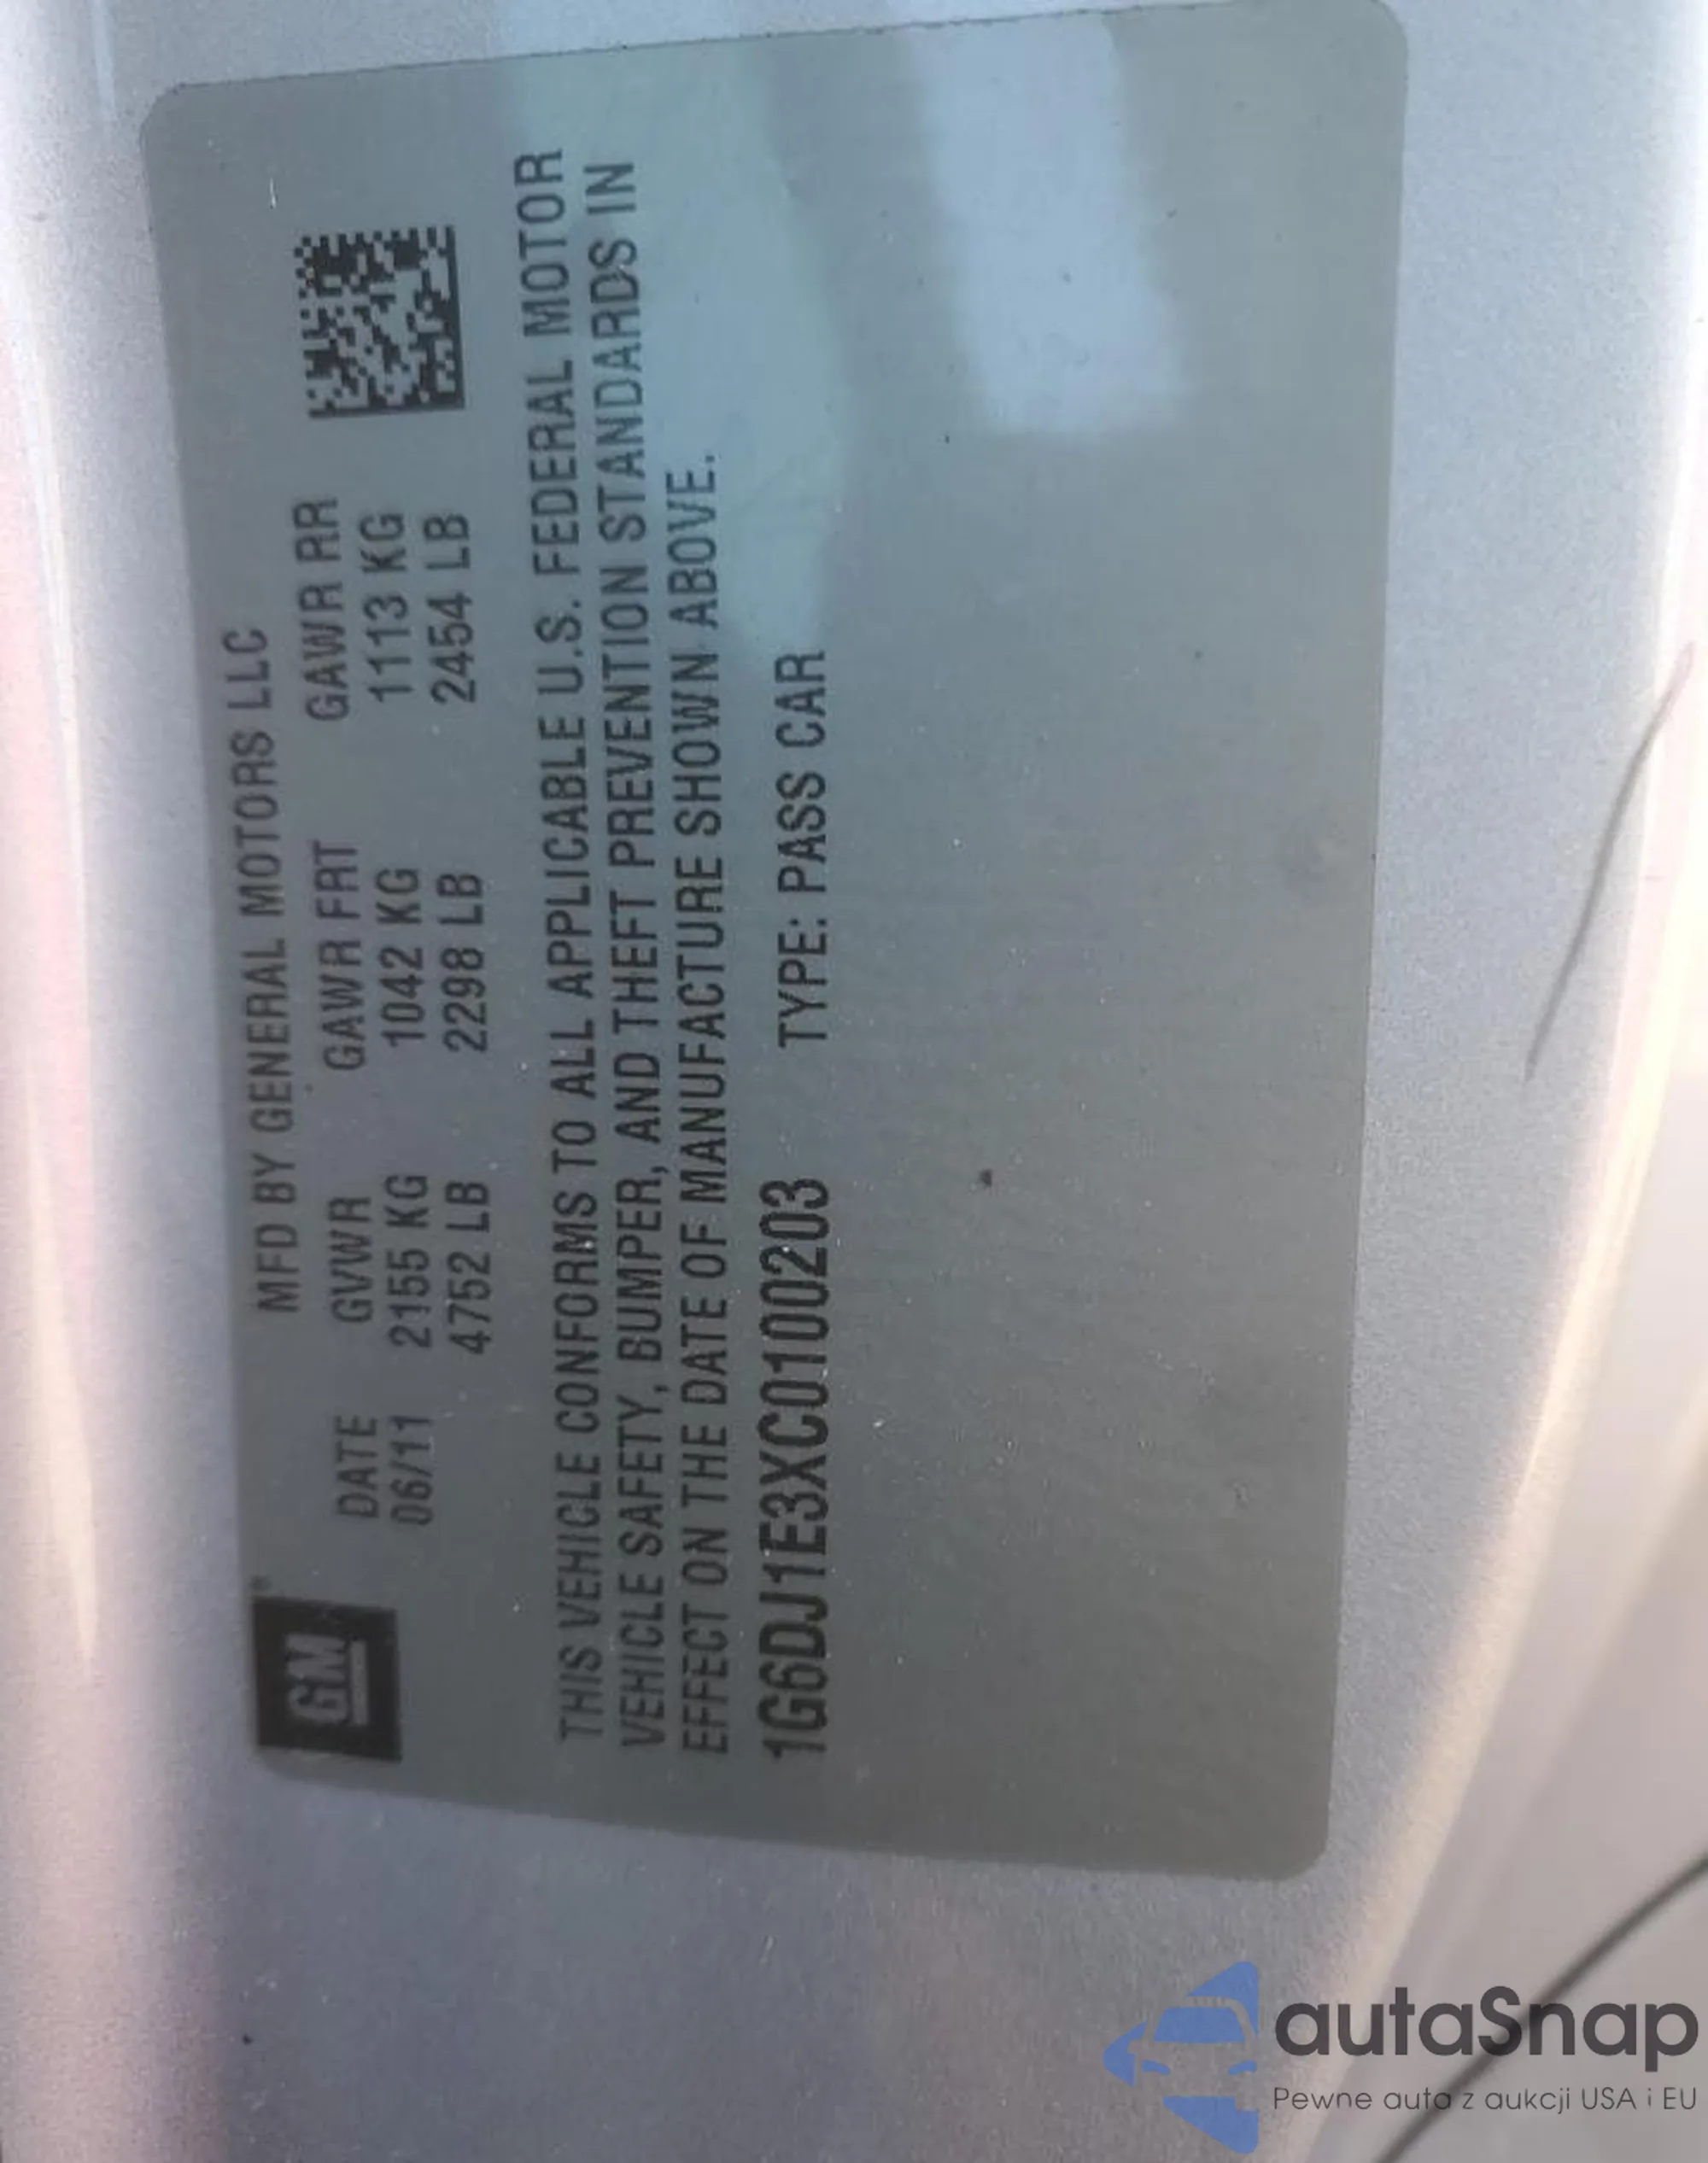 GM
MFD BY GENERAL MOTORS LLC
DATE GVWR GAWR FRT GAWR RR
06/11 2155 KG 1042 KG 1113 KG
4752 LB 2298 LB 2454 LB
THIS VEHICLE CONFORMS TO ALL APPLICABLE U.S. FEDERAL MOTOR
VEHICLE SAFETY, BUMPER, AND THEFT PREVENTION STANDARDS IN
EFFECT ON THE DATE OF MANUFACTURE SHOWN ABOVE.
1G6DJ1E3XC0100203 TYPE: PASS CAR
autaSnap
Pewne auta z aukcji USA i EU